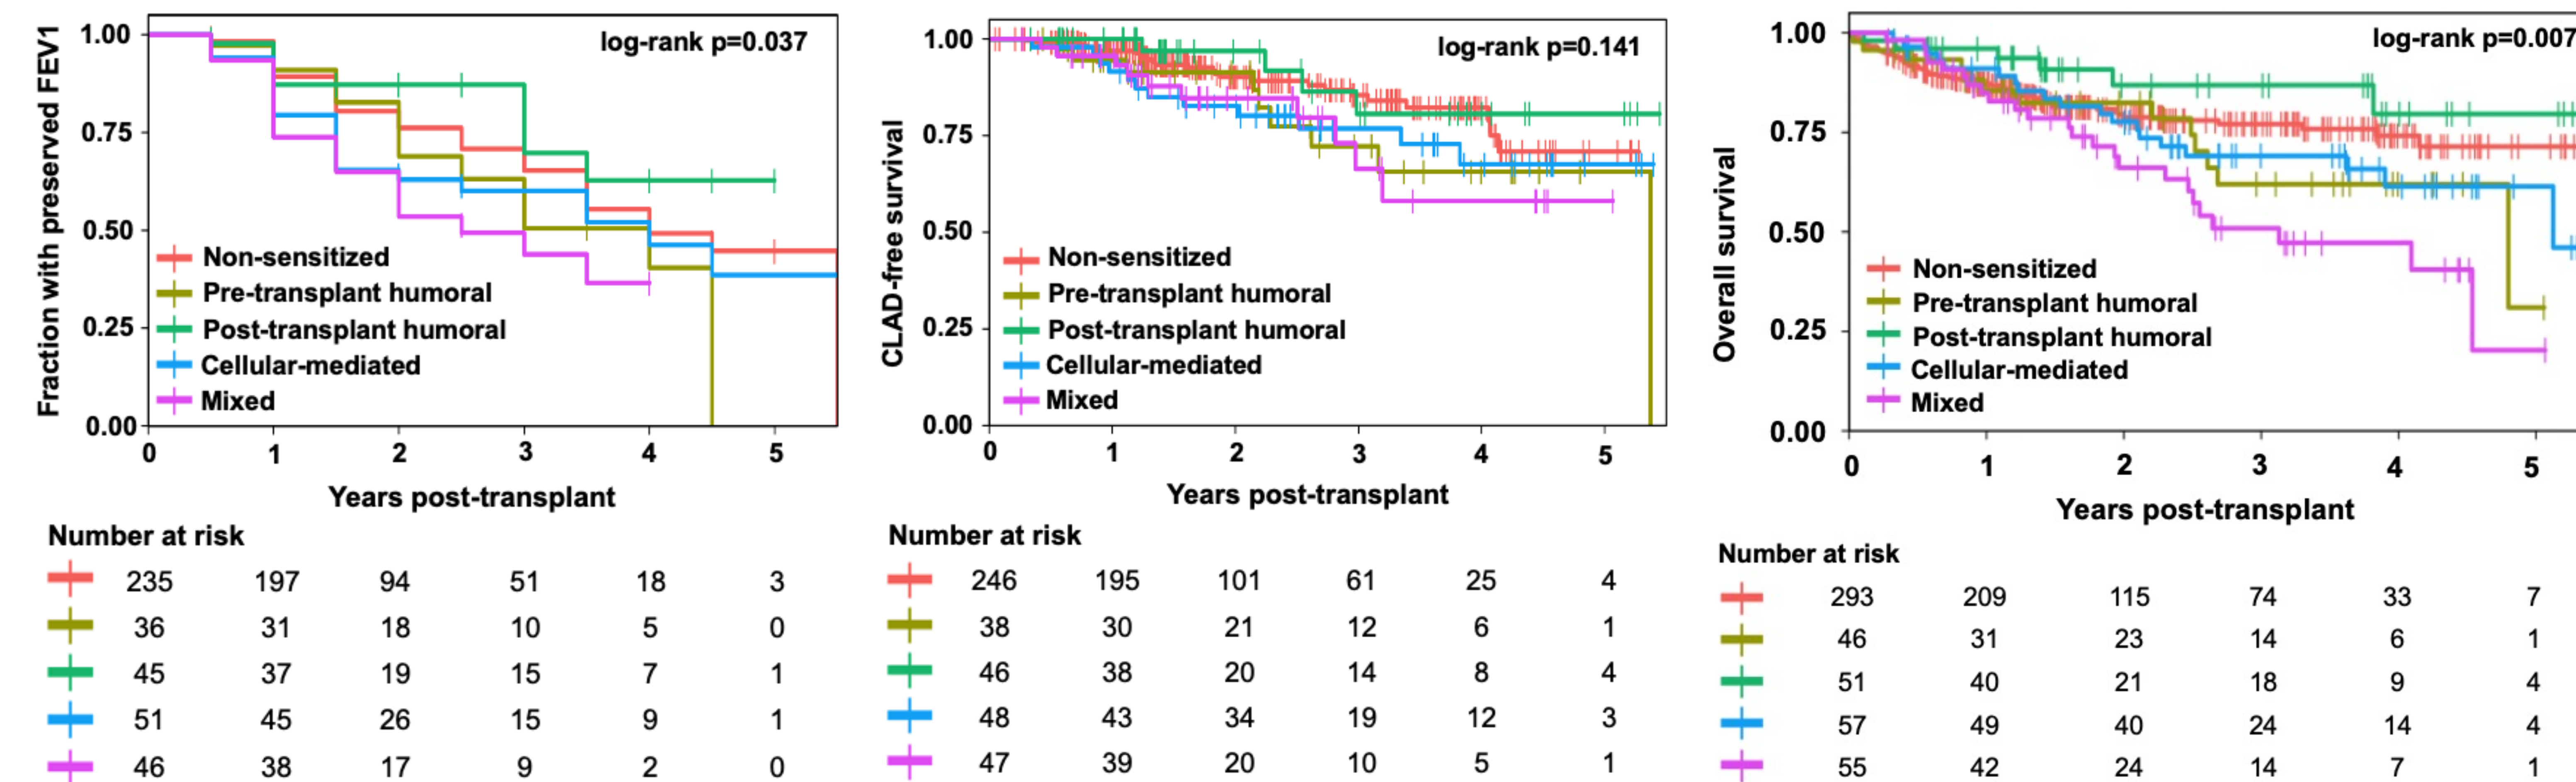 Fraction with preserved FEV1
1.00
0.75
0.50
0.25
0.00
log-rank p=0.037
Non-sensitized
Pre-transplant humoral
Post-transplant humoral
Cellular-mediated
Mixed
0 1 2 3 4 5
Years post-transplant
Number at risk
235 197 94 51 18 3
36 31 18 10 5 0
45 37 19 15 7 1
51 45 26 15 9 1
46 38 17 9 2 0
CLAD-free survival
1.00
0.75
0.50
0.25
0.00
log-rank p=0.141
Non-sensitized
Pre-transplant humoral
Post-transplant humoral
Cellular-mediated
Mixed
0 1 2 3 4 5
Years post-transplant
Number at risk
246 195 101 61 25 4
38 30 21 12 6 1
46 38 20 14 8 4
48 43 34 19 12 3
47 39 20 10 5 1
Overall survival
1.00
0.75
0.50
0.25
0.00
log-rank p=0.007
Non-sensitized
Pre-transplant humoral
Post-transplant humoral
Cellular-mediated
Mixed
0 1 2 3 4 5
Years post-transplant
Number at risk
293 209 115 74 33 7
46 31 23 14 6 1
51 40 21 18 9 4
57 49 40 24 14 4
55 42 24 14 7 1